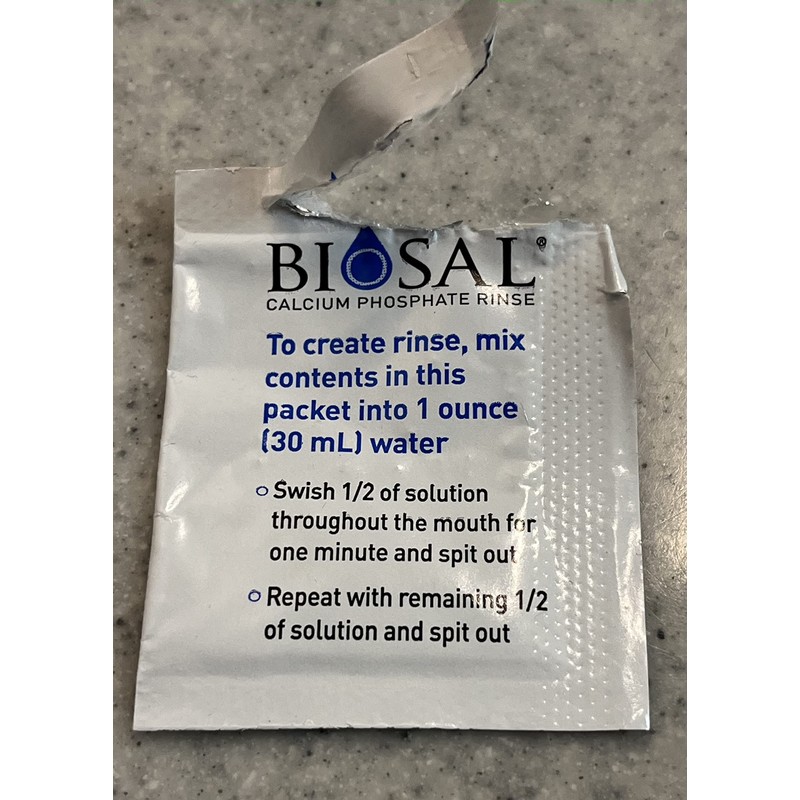 BIOSAL®
CALCIUM PHOSPHATE RINSE
To create rinse, mix
contents in this
packet into 1 ounce
(30 mL) water
Swish 1/2 of solution
throughout the mouth for
one minute and spit out
Repeat with remaining 1/2
of solution and spit out